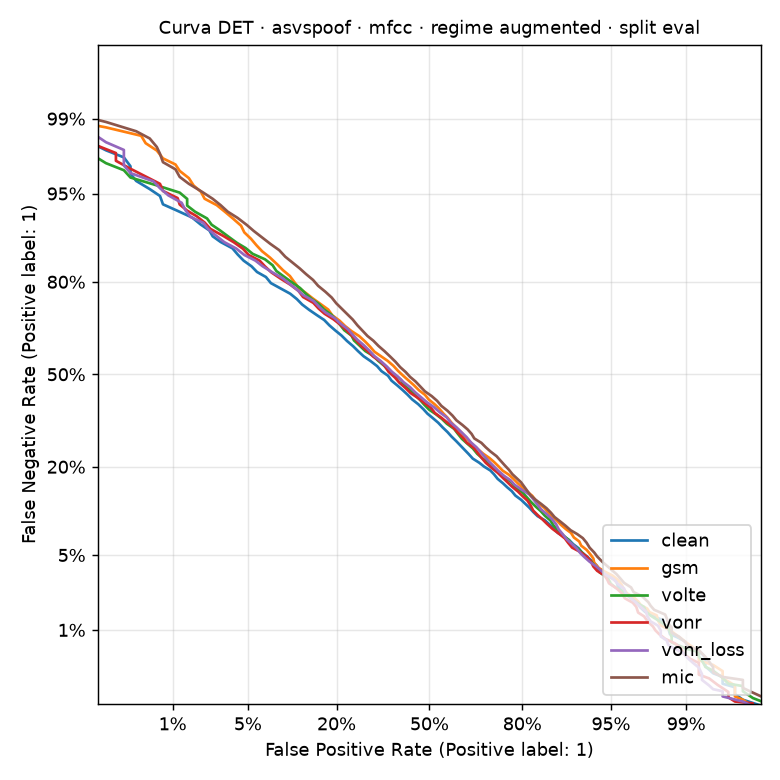 Curva DET · asvspoof · mfcc · regime augmented · split eval
False Negative Rate (Positive label: 1)
99%
95%
80%
50%
20%
5%
1%
clean
gsm
volte
vonr
vonr_loss
mic
1%
5%
20%
50%
80%
95%
99%
False Positive Rate (Positive label: 1)